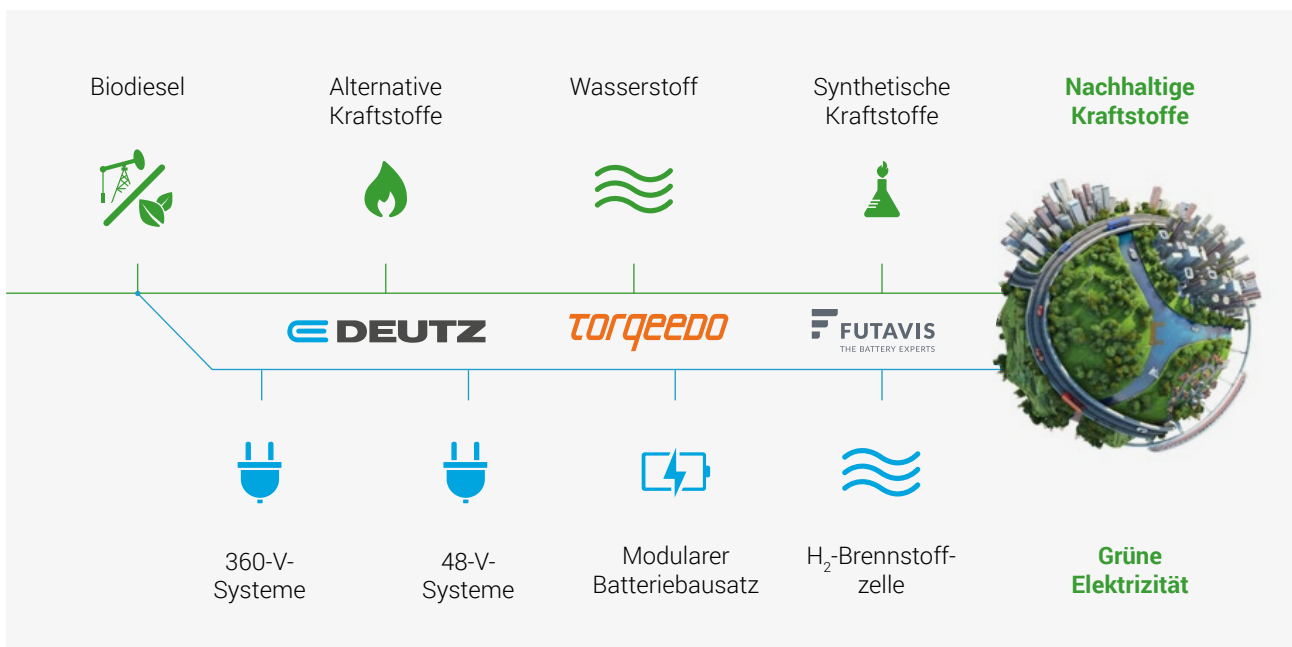 Biodiesel
Alternative
Kraftstoffe
Wasserstoff
Synthetische
Kraftstoffe
Nachhaltige
Kraftstoffe
DEUTZ
TORQEEDO
FUTAVIS
THE BATTERY EXPERTS
360-V-
Systeme
48-V-
Systeme
Modularer
Batteriebausatz
H₂-Brennstoff-
zelle
Grüne
Elektrizität